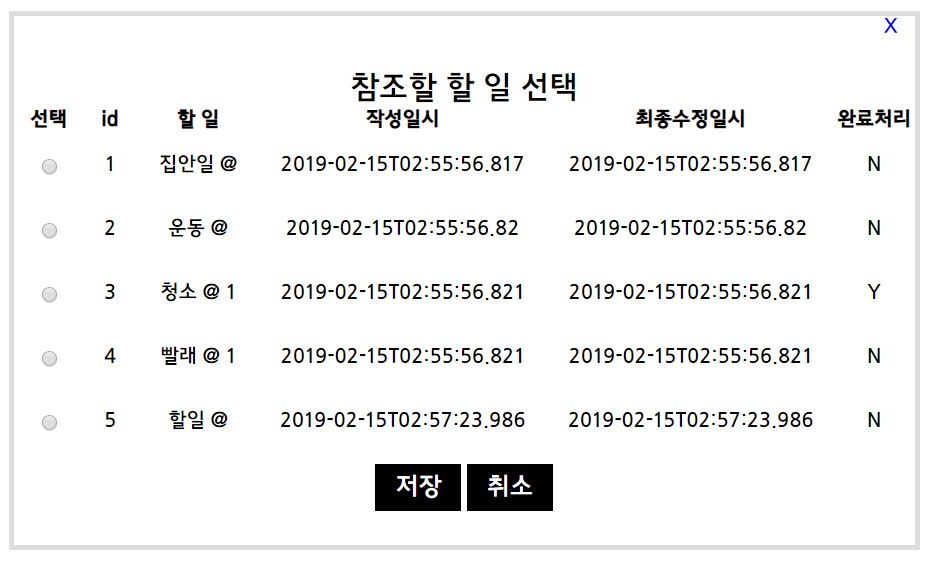 X
참조할 할 일 선택
선택 id 할 일 작성일시 최종수정일시 완료처리
1 집안일 @ 2019-02-15T02:55:56.817 2019-02-15T02:55:56.817 N
2 운동 @ 2019-02-15T02:55:56.82 2019-02-15T02:55:56.82 N
3 청소 @ 1 2019-02-15T02:55:56.821 2019-02-15T02:55:56.821 Y
4 빨래 @ 1 2019-02-15T02:55:56.821 2019-02-15T02:55:56.821 N
5 할일 @ 2019-02-15T02:57:23.986 2019-02-15T02:57:23.986 N
저장 취소